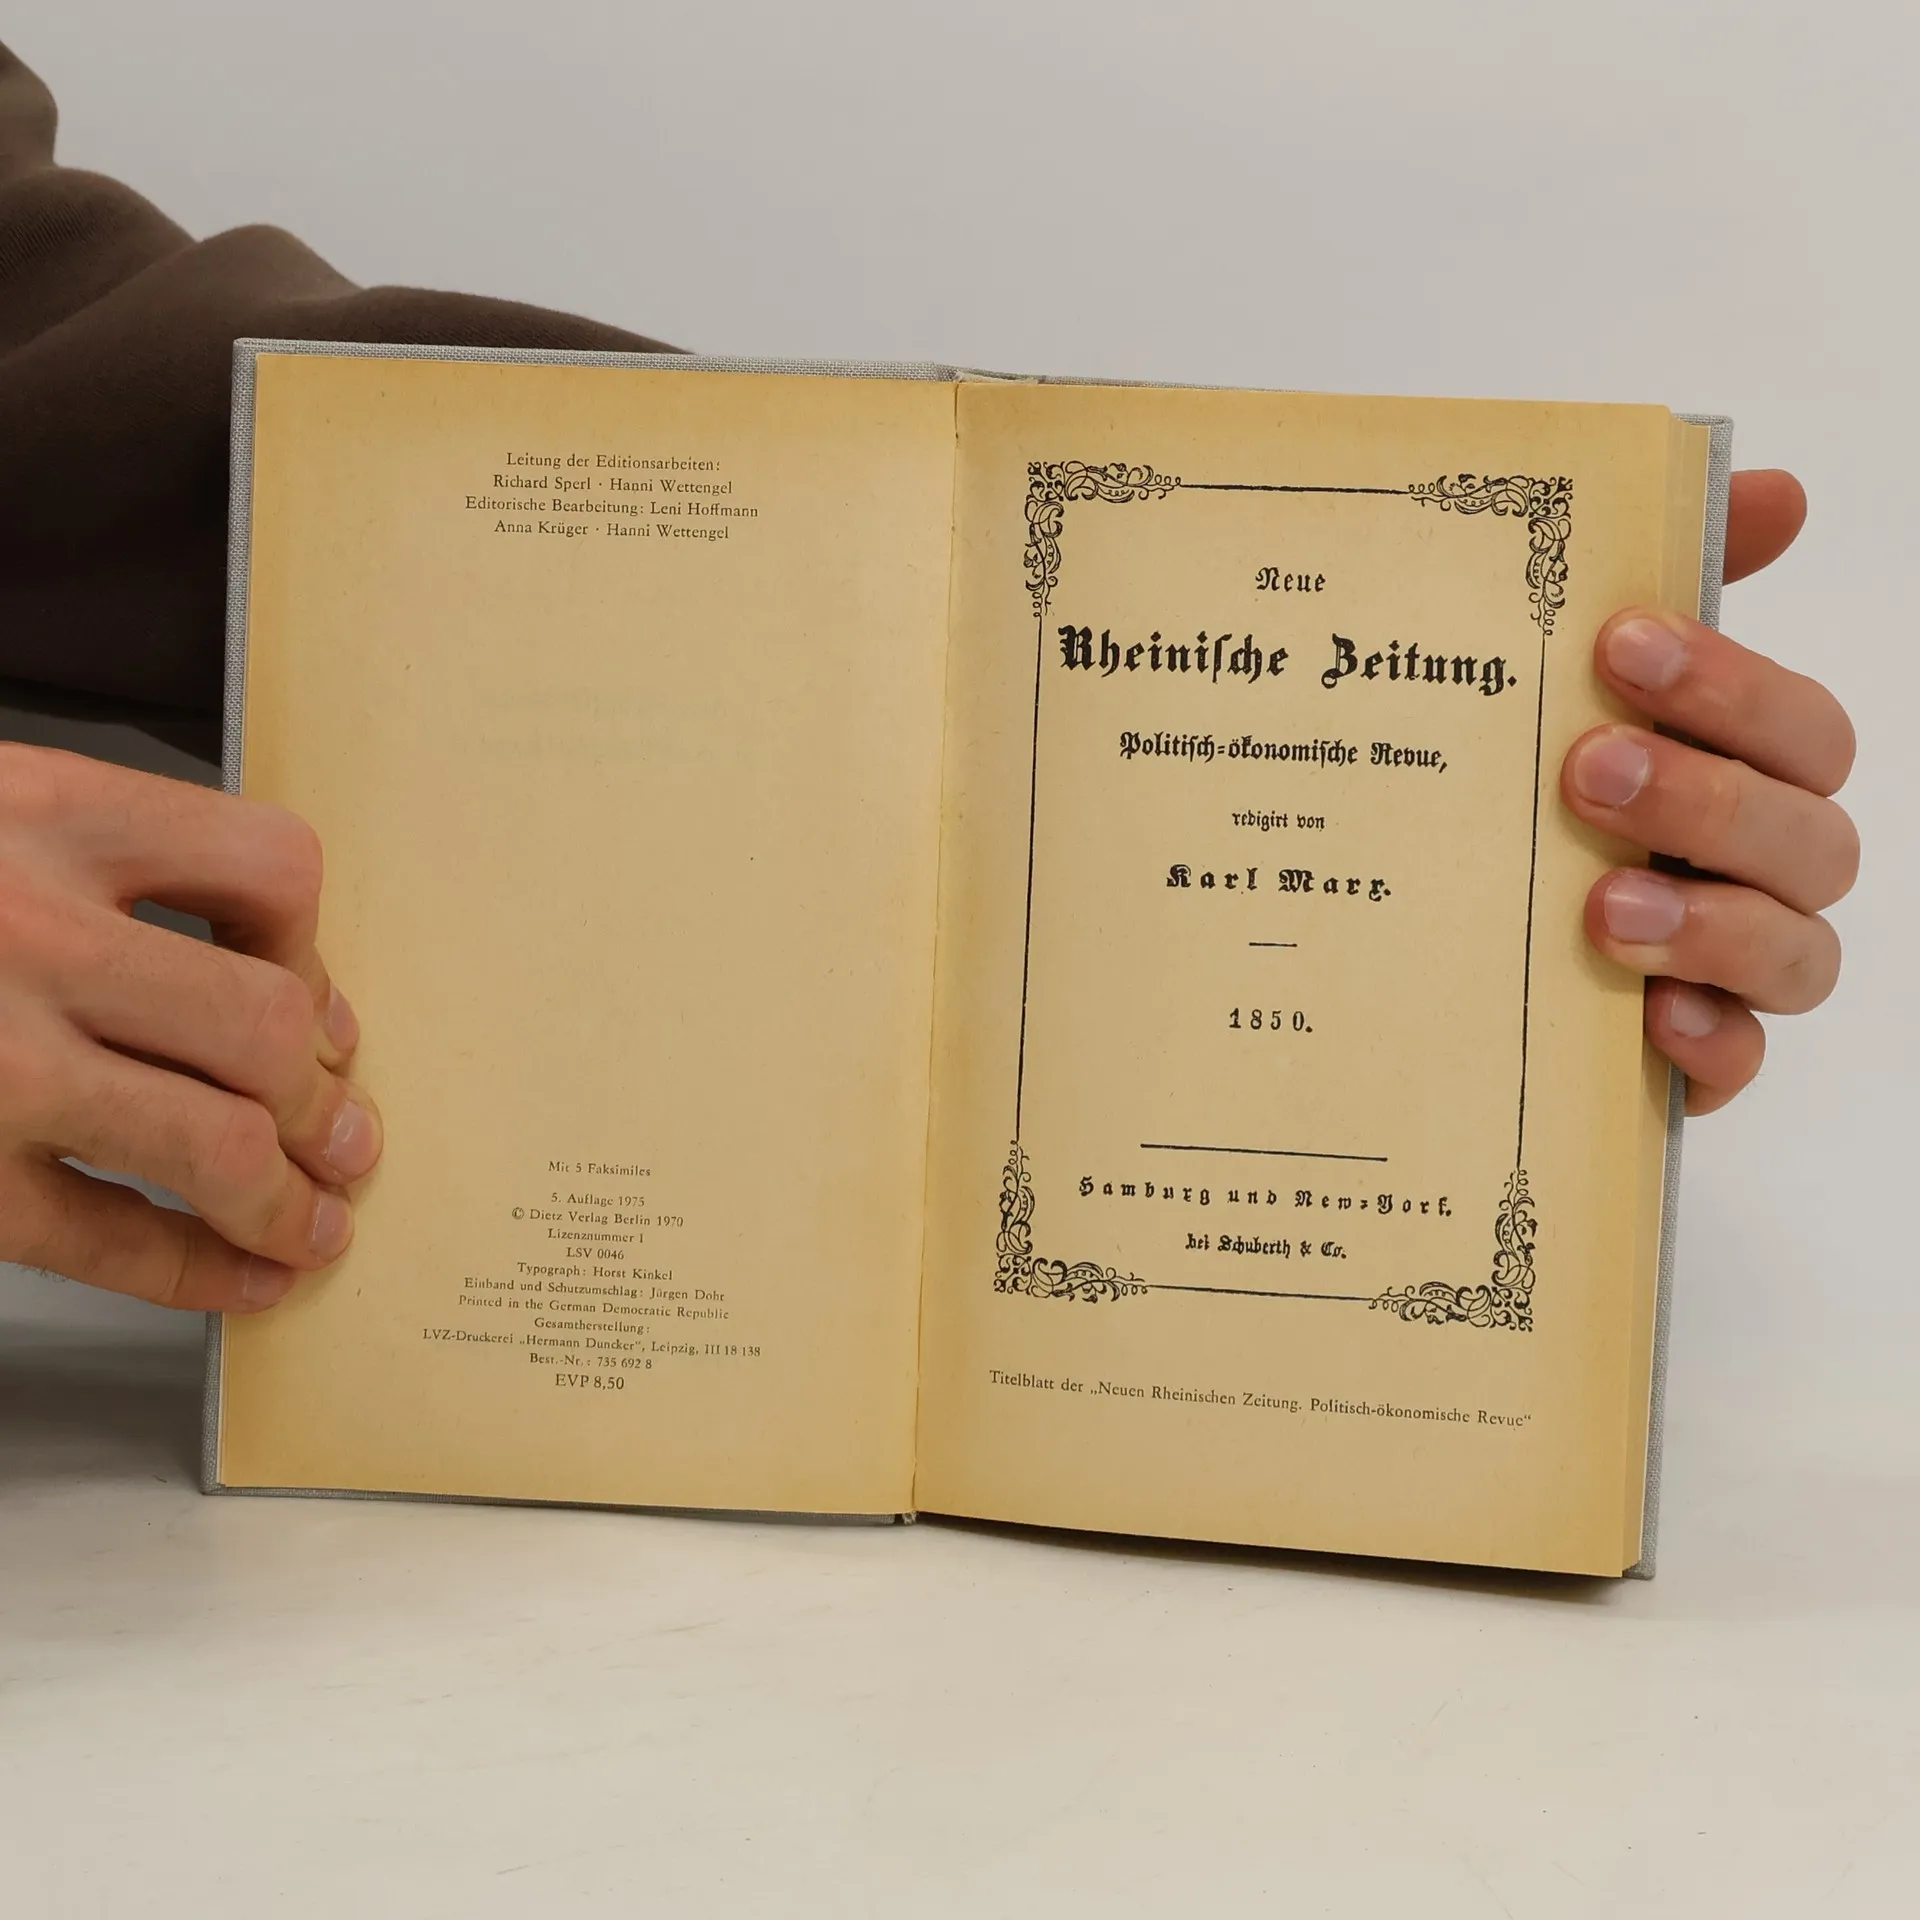 Leitung der Editionsarbeiten:
Richard Sperl · Hanni Wettengel
Editorische Bearbeitung: Leni Hoffmann
Anna Krüger · Hanni Wettengel
Mit 5 Faksimiles
5. Auflage 1975
© Dietz Verlag Berlin 1970
Lizenznummer 1
LSV 0046
Typograph: Horst Kinkel
Einband und Schutzumschlag: Jürgen Dohr
Printed in the German Democratic Republic
Gesamtherstellung:
LVZ-Druckerei „Hermann Duncker“, Leipzig, III 18 138
Best.-Nr.: 735 692 8
EVP 8,50
Neue
Rheiniſche Zeitung.
Politiſch-ökonomiſche Revue,
redigirt von
Karl Marx.
1850.
Hamburg und New-York.
bei Schuberth & Co.
Titelblatt der „Neuen Rheinischen Zeitung. Politisch-ökonomische Revue“